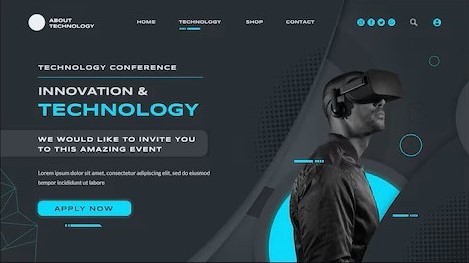 ABOUT
TECHNOLOGY
HOME
TECHNOLOGY
SHOP
CONTACT
TECHNOLOGY CONFERENCE
INNOVATION &
TECHNOLOGY
WE WOULD LIKE TO INVITE YOU
TO THIS AMAZING EVENT
Lorem ipsum dolor sit amet, consectetur adipiscing elit, sed do eiusmod
tempor incididunt ut labore
APPLY NOW